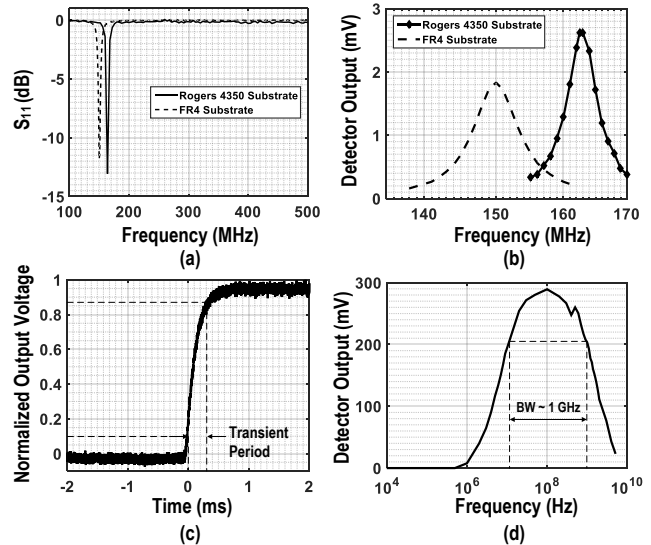 S11 (dB)
0
-5
-10
-15
100
200
300
400
500
Rogers 4350 Substrate
FR4 Substrate
Frequency (MHz)
(a)
Detector Output (mV)
3
2
1
0
140
150
160
170
Rogers 4350 Substrate
FR4 Substrate
Frequency (MHz)
(b)
Normalized Output Voltage
1
0.8
0.6
0.4
0.2
0
-2
-1
0
1
2
Transient
Period
Time (ms)
(c)
Detector Output (mV)
300
200
100
0
10^4
10^6
10^8
10^10
BW ~ 1 GHz
Frequency (Hz)
(d)